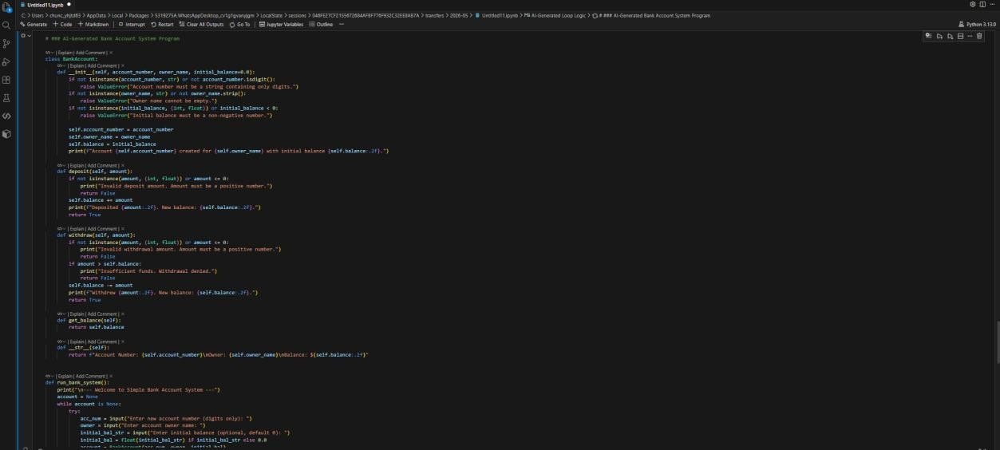 Untitled11.ipynb ●
C: > Users > chunc_yhjtd63 > AppData > Local > Packages > 5319275A.WhatsAppDesktop_cv1g1gvanyjgm > LocalState > sessions > > transfers > 2026-05 > Untitled11.ipynb > M↓ AI-Generated Loop Logic > # ### AI-Generated Bank Account System Program
Generate + Code + Markdown | Interrupt Restart Clear All Outputs Go To | Jupyter Variables Outline ···
Python 3.13.0
# ### AI-Generated Bank Account System Program
| Explain | Add Comment | ×
class BankAccount:
| Explain | Add Comment | ×
def __init__(self, account_number, owner_name, initial_balance=0.0):
if not isinstance(account_number, str) or not account_number.isdigit():
raise ValueError("Account number must be a string containing only digits.")
if not isinstance(owner_name, str) or not owner_name.strip():
raise ValueError("Owner name cannot be empty.")
if not isinstance(initial_balance, (int, float)) or initial_balance < 0:
raise ValueError("Initial balance must be a non-negative number.")
self.account_number = account_number
self.owner_name = owner_name
self.balance = initial_balance
print(f"Account {self.account_number} created for {self.owner_name} with initial balance {self.balance:.2f}.")
| Explain | Add Comment | ×
def deposit(self, amount):
if not isinstance(amount, (int, float)) or amount <= 0:
print("Invalid deposit amount. Amount must be a positive number.")
return False
self.balance += amount
print(f"Deposited {amount:.2f}. New balance: {self.balance:.2f}.")
return True
| Explain | Add Comment | ×
def withdraw(self, amount):
if not isinstance(amount, (int, float)) or amount <= 0:
print("Invalid withdrawal amount. Amount must be a positive number.")
return False
if amount > self.balance:
print("Insufficient funds. Withdrawal denied.")
return False
self.balance -= amount
print(f"Withdrew {amount:.2f}. New balance: {self.balance:.2f}.")
return True
| Explain | Add Comment | ×
def get_balance(self):
return self.balance
| Explain | Add Comment | ×
def __str__(self):
return f"Account Number: {self.account_number}\nOwner: {self.owner_name}\nBalance: ${self.balance:.2f}"
| Explain | Add Comment | ×
def run_bank_system():
print("\n--- Welcome to Simple Bank Account System ---")
account = None
while account is None:
try:
acc_num = input("Enter new account number (digits only): ")
owner = input("Enter account owner name: ")
initial_bal_str = input("Enter initial balance (optional, default 0): ")
initial_bal = float(initial_bal_str) if initial_bal_str else 0.0
account = BankAccount(acc_num, owner, initial_bal)